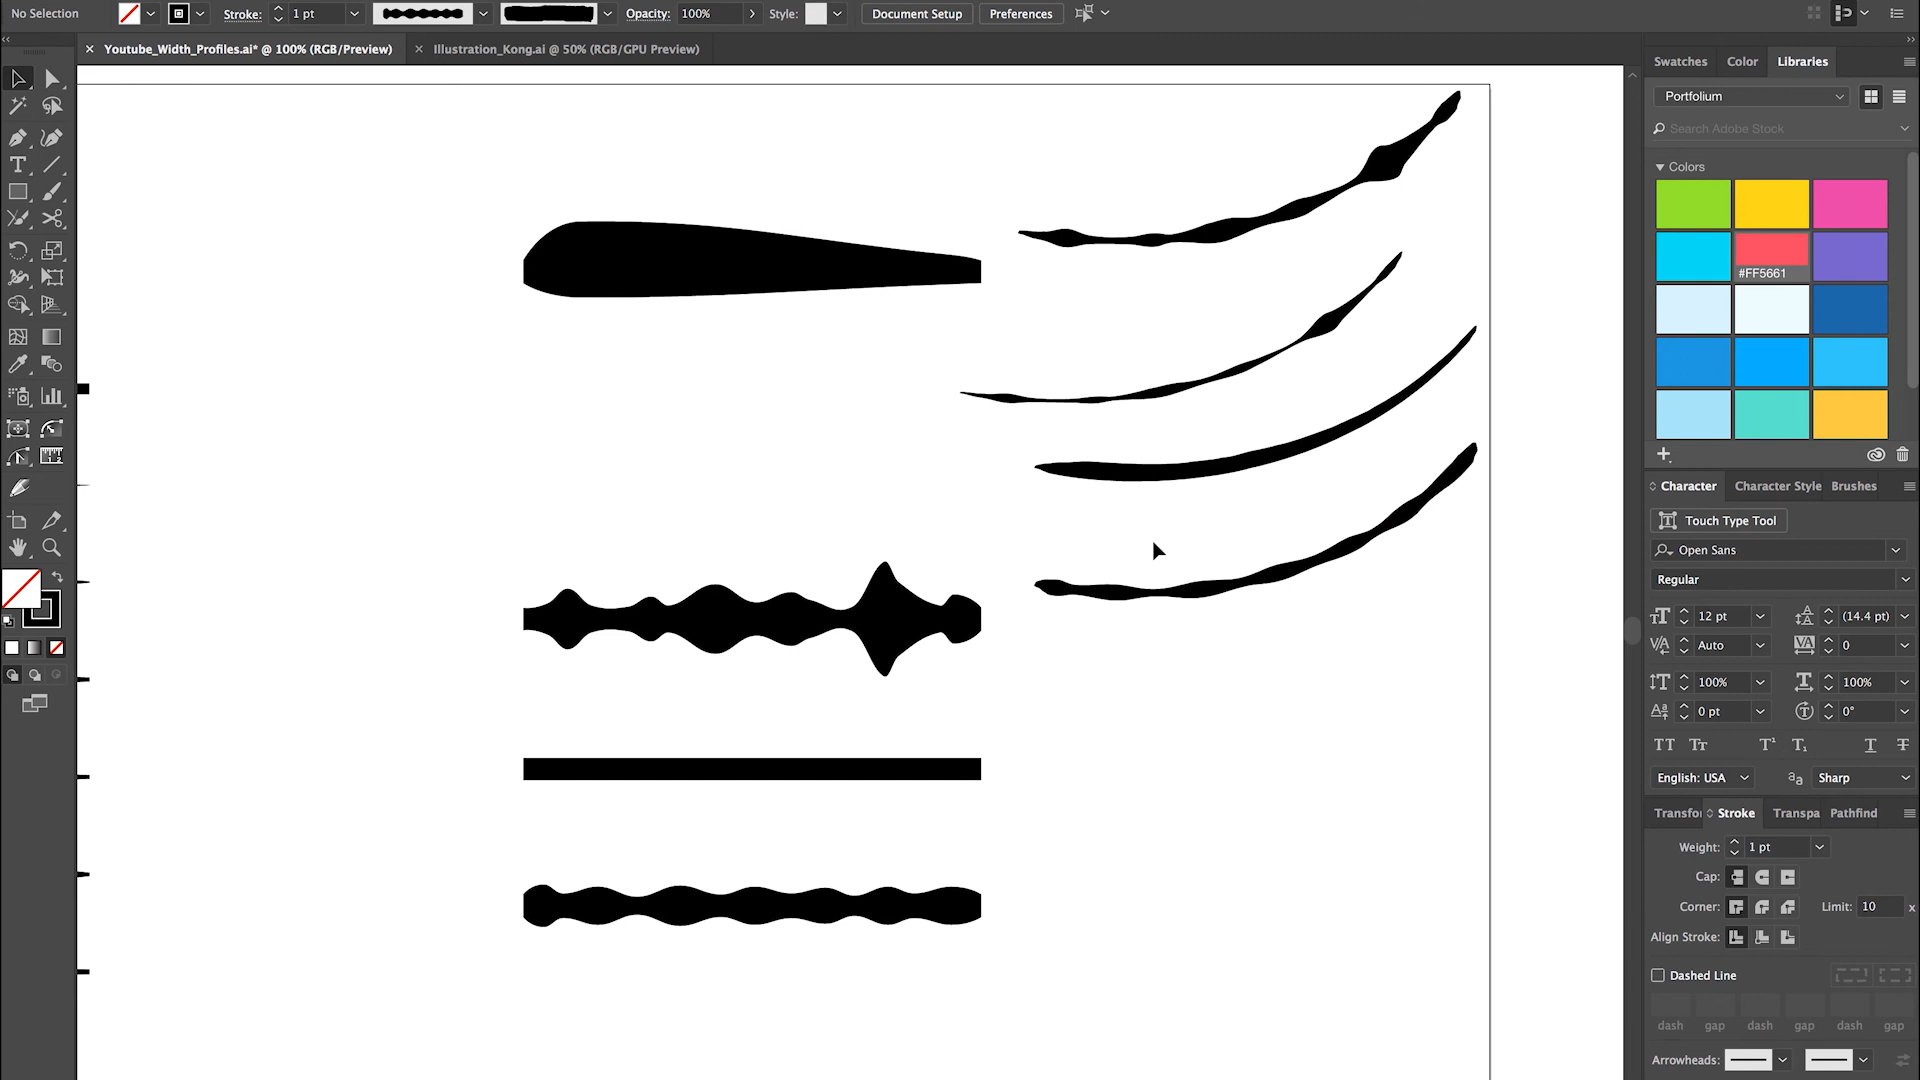 No Selection
Stroke:
1 pt
Opacity:
100%
Style:
Document Setup
Preferences
Youtube_Width_Profiles.ai* @ 100% (RGB/Preview)
Illustration_Kong.ai @ 50% (RGB/GPU Preview)
Swatches
Color
Libraries
Portfolium
Search Adobe Stock
Colors
#FF5661
Character
Character Style
Brushes
Touch Type Tool
Open Sans
Regular
12 pt
(14.4 pt)
Auto
0
100%
100%
0 pt
0°
English: USA
Sharp
Transfor
Stroke
Transpa
Pathfind
Weight:
1 pt
Cap:
Corner:
Limit:
10
x
Align Stroke:
Dashed Line
dash
gap
dash
gap
dash
gap
Arrowheads: